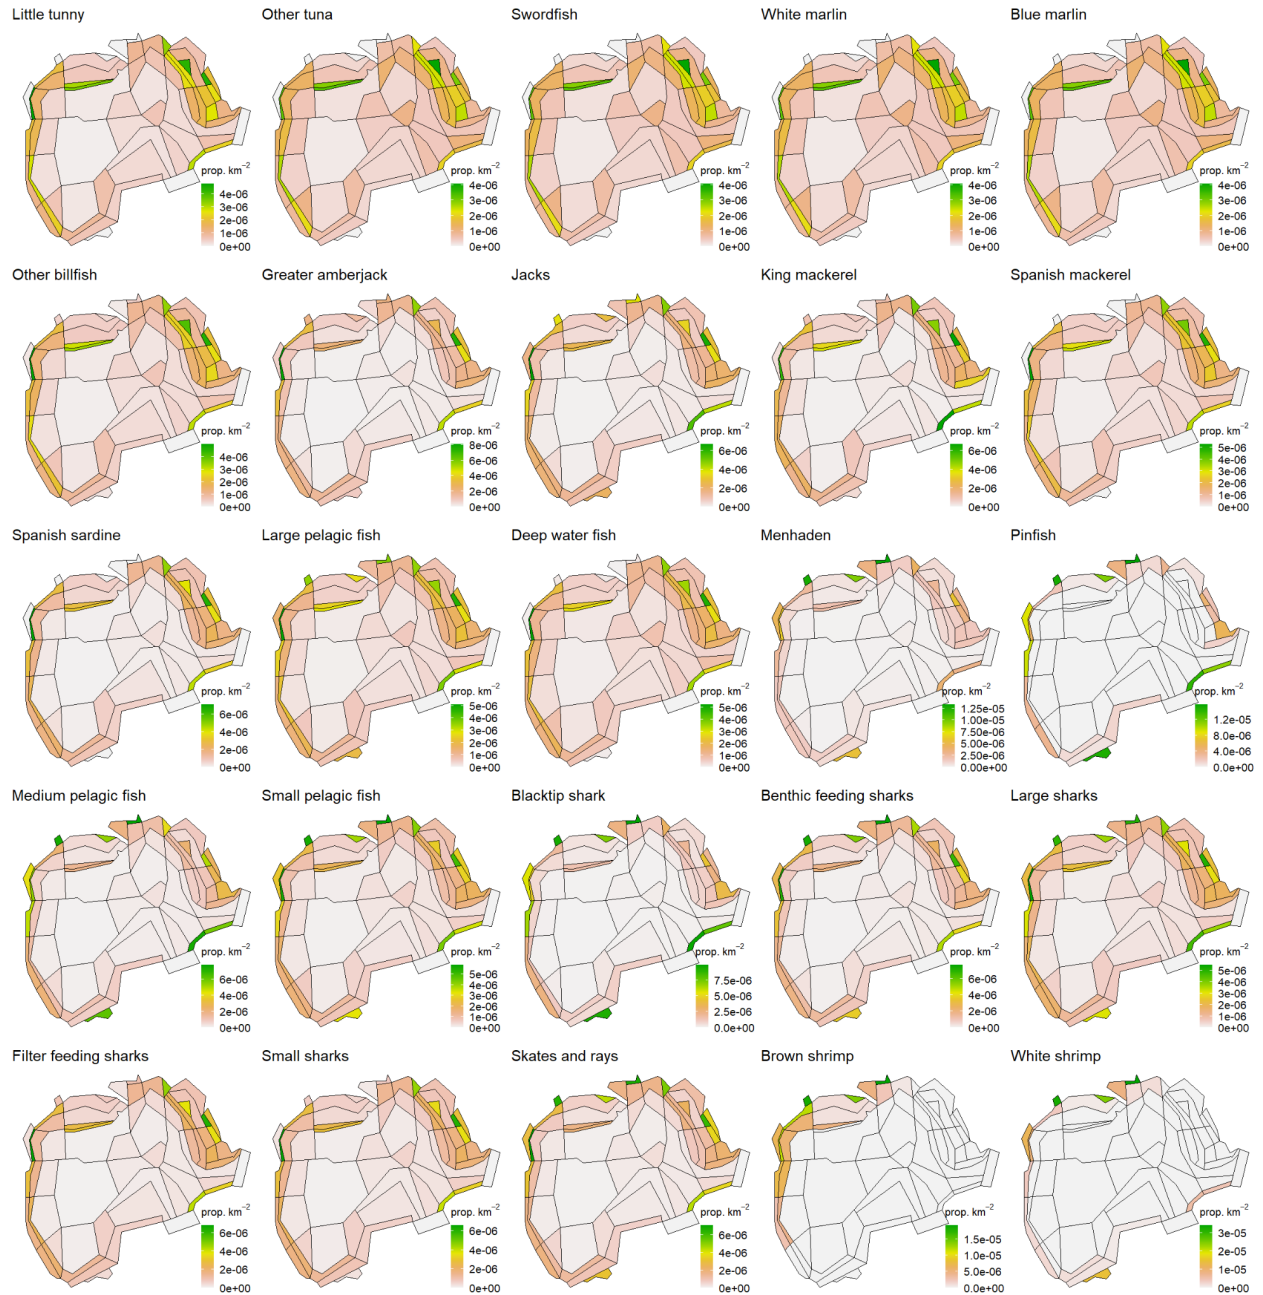 Little tunny
Other tuna
Swordfish
White marlin
Blue marlin
prop. km−2
4e-06
3e-06
2e-06
1e-06
0e+00
prop. km−2
4e-06
3e-06
2e-06
1e-06
0e+00
prop. km−2
4e-06
3e-06
2e-06
1e-06
0e+00
prop. km−2
4e-06
3e-06
2e-06
1e-06
0e+00
prop. km−2
4e-06
3e-06
2e-06
1e-06
0e+00
Other billfish
Greater amberjack
Jacks
King mackerel
Spanish mackerel
prop. km−2
4e-06
3e-06
2e-06
1e-06
0e+00
prop. km−2
8e-06
6e-06
4e-06
2e-06
0e+00
prop. km−2
6e-06
4e-06
2e-06
0e+00
prop. km−2
6e-06
4e-06
2e-06
0e+00
prop. km−2
5e-06
4e-06
3e-06
2e-06
1e-06
0e+00
Spanish sardine
Large pelagic fish
Deep water fish
Menhaden
Pinfish
prop. km−2
6e-06
4e-06
2e-06
0e+00
prop. km−2
5e-06
4e-06
3e-06
2e-06
1e-06
0e+00
prop. km−2
5e-06
4e-06
3e-06
2e-06
1e-06
0e+00
prop. km−2
1.25e-05
1.00e-05
7.50e-06
5.00e-06
2.50e-06
0.00e+00
prop. km−2
1.2e-05
8.0e-06
4.0e-06
0.0e+00
Medium pelagic fish
Small pelagic fish
Blacktip shark
Benthic feeding sharks
Large sharks
prop. km−2
6e-06
4e-06
2e-06
0e+00
prop. km−2
5e-06
4e-06
3e-06
2e-06
1e-06
0e+00
prop. km−2
7.5e-06
5.0e-06
2.5e-06
0.0e+00
prop. km−2
6e-06
4e-06
2e-06
0e+00
prop. km−2
5e-06
4e-06
3e-06
2e-06
1e-06
0e+00
Filter feeding sharks
Small sharks
Skates and rays
Brown shrimp
White shrimp
prop. km−2
6e-06
4e-06
2e-06
0e+00
prop. km−2
6e-06
4e-06
2e-06
0e+00
prop. km−2
6e-06
4e-06
2e-06
0e+00
prop. km−2
1.5e-05
1.0e-05
5.0e-06
0.0e+00
prop. km−2
3e-05
2e-05
1e-05
0e+00